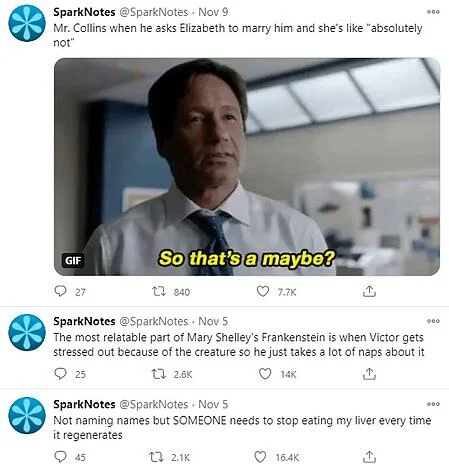 SparkNotes @SparkNotes · Nov 9
Mr. Collins when he asks Elizabeth to marry him and she's like "absolutely
not"
So that's a maybe?
GIF
27 840 7.7K
SparkNotes @SparkNotes · Nov 5
The most relatable part of Mary Shelley's Frankenstein is when Victor gets
stressed out because of the creature so he just takes a lot of naps about it
25 2.6K 14K
SparkNotes @SparkNotes · Nov 5
Not naming names but SOMEONE needs to stop eating my liver every time
it regenerates
45 2.1K 16.4K